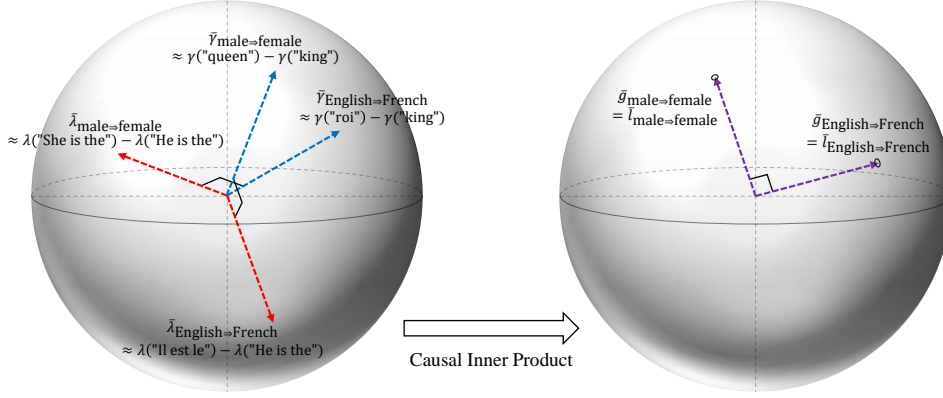 γ̄male⇒female
≈ γ("queen") − γ("king")
γ̄English⇒French
≈ γ("roi") − γ("king")
λ̄male⇒female
≈ λ("She is the") − λ("He is the")
λ̄English⇒French
≈ λ("Il est le") − λ("He is the")
Causal Inner Product
ḡmale⇒female
= l̄male⇒female
ḡEnglish⇒French
= l̄English⇒French